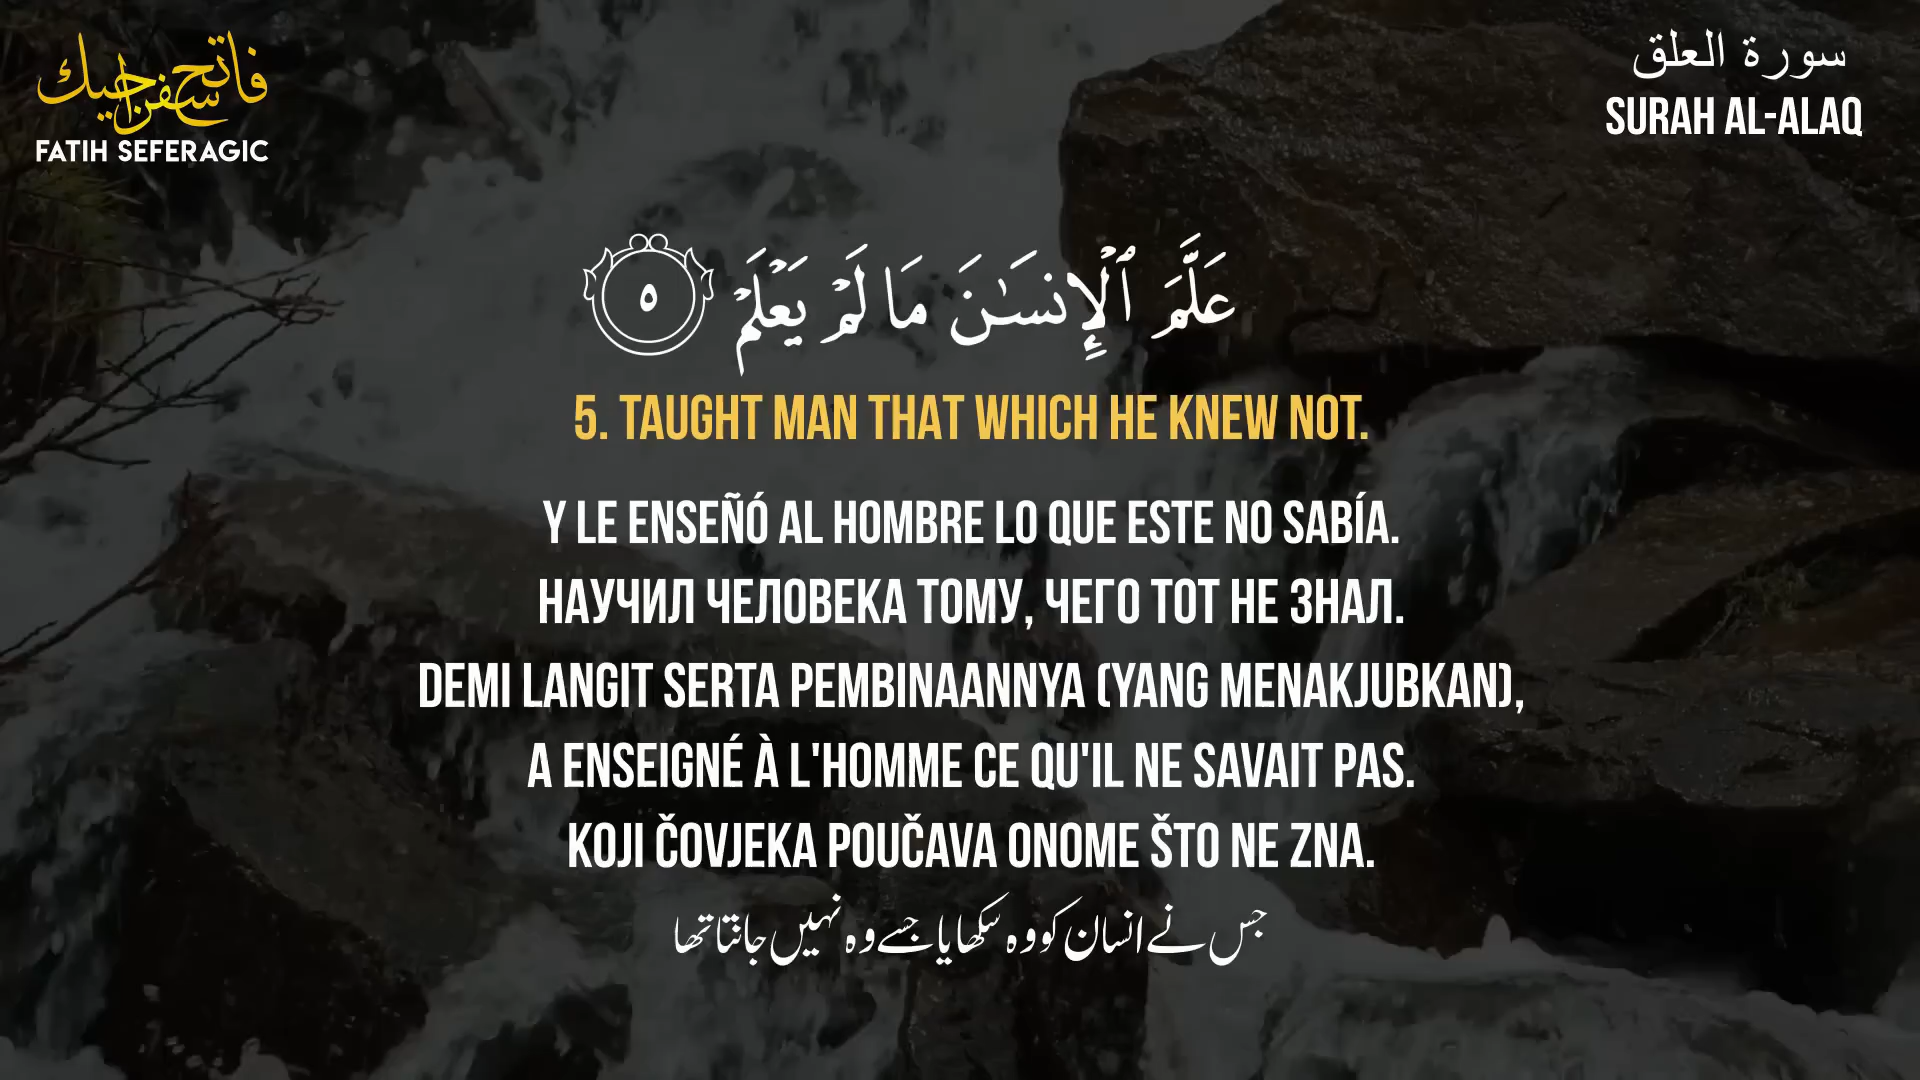 فاتح سفراجيك
FATIH SEFERAGIC
سورة العلق
SURAH AL-ALAQ
عَلَّمَ ٱلْإِنسَـٰنَ مَا لَمْ يَعْلَمْ ٥
5. TAUGHT MAN THAT WHICH HE KNEW NOT.
Y LE ENSEÑÓ AL HOMBRE LO QUE ESTE NO SABÍA.
НАУЧИЛ ЧЕЛОВЕКА ТОМУ, ЧЕГО ТОТ НЕ ЗНАЛ.
DEMI LANGIT SERTA PEMBINAANNYA (YANG MENAKJUBKAN),
A ENSEIGNÉ À L'HOMME CE QU'IL NE SAVAIT PAS.
KOJI ČOVJEKA POUČAVA ONOME ŠTO NE ZNA.
جس نے انسان کو وہ سکھایا جسے وہ نہیں جانتا تھا